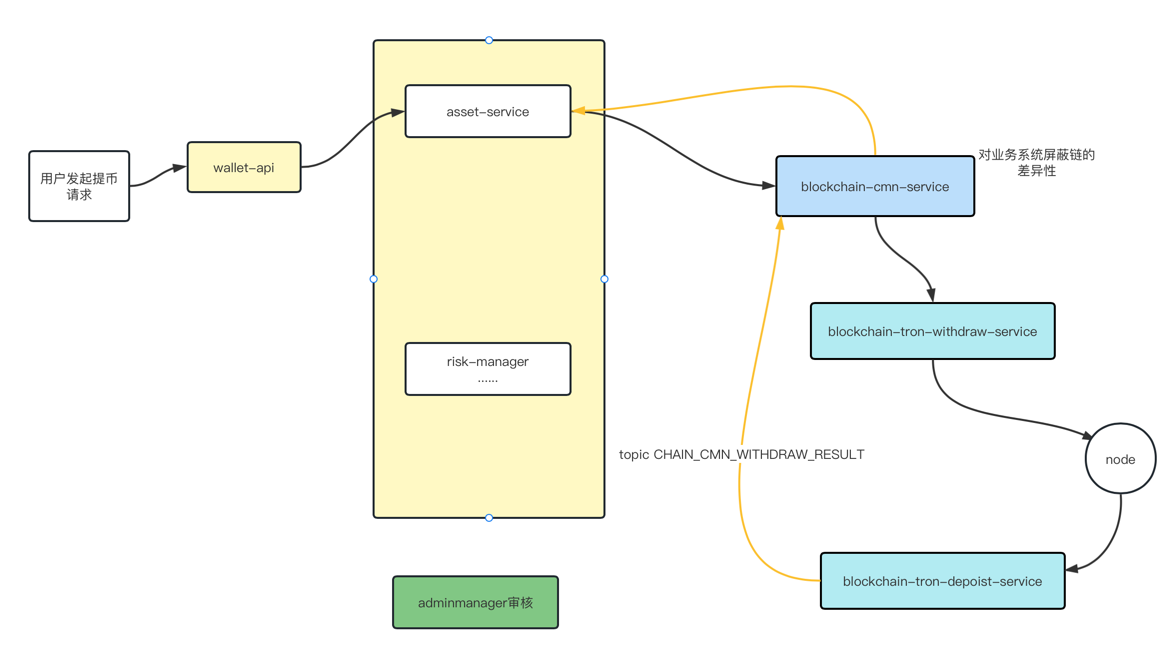 用户发起提币
请求
wallet-api
asset-service
risk-manager
......
adminmanager审核
blockchain-cmn-service
对业务系统屏蔽链的
差异性
blockchain-tron-withdraw-service
node
topic CHAIN_CMN_WITHDRAW_RESULT
blockchain-tron-depoist-service